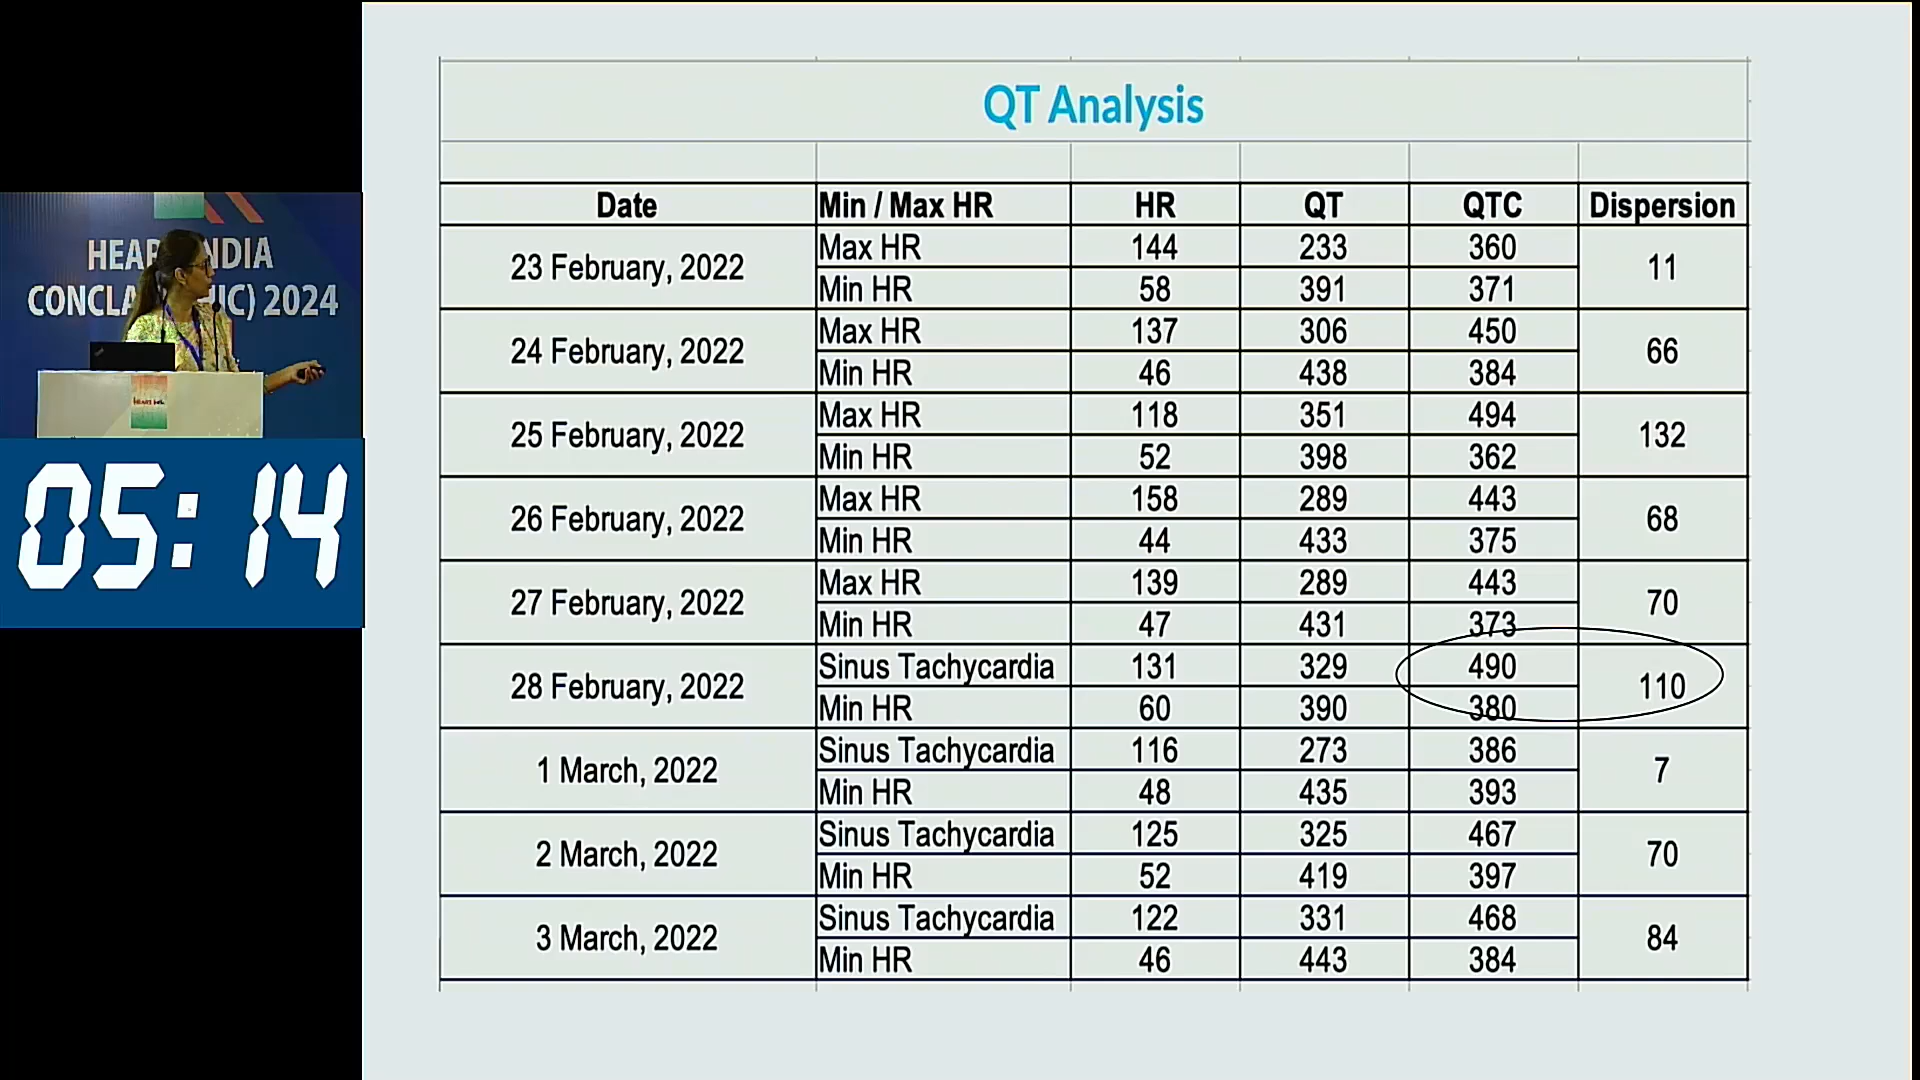 QT Analysis
Date Min / Max HR HR QT QTC Dispersion
23 February, 2022 Max HR 144 233 360 11
Min HR 58 391 371
24 February, 2022 Max HR 137 306 450 66
Min HR 46 438 384
25 February, 2022 Max HR 118 351 494 132
Min HR 52 398 362
26 February, 2022 Max HR 158 289 443 68
Min HR 44 433 375
27 February, 2022 Max HR 139 289 443 70
Min HR 47 431 373
28 February, 2022 Sinus Tachycardia 131 329 490 110
Min HR 60 390 380
1 March, 2022 Sinus Tachycardia 116 273 386 7
Min HR 48 435 393
2 March, 2022 Sinus Tachycardia 125 325 467 70
Min HR 52 419 397
3 March, 2022 Sinus Tachycardia 122 331 468 84
Min HR 46 443 384
2024
05:14